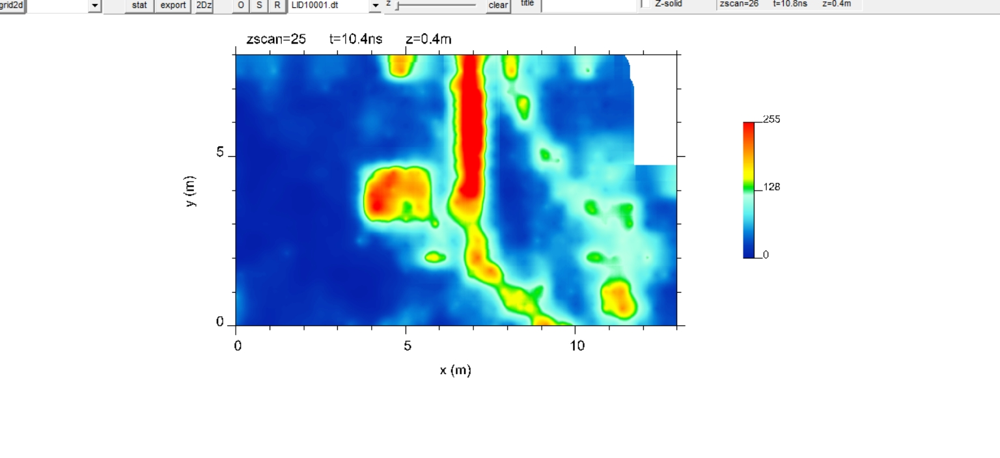 grid2d stat export 2Dz O S R LID10001.dt z clear title Z-solid zscan=26 t=10.8ns z=0.4m
zscan=25 t=10.4ns z=0.4m
255
5
128
y (m)
0
0
0 5 10
x (m)